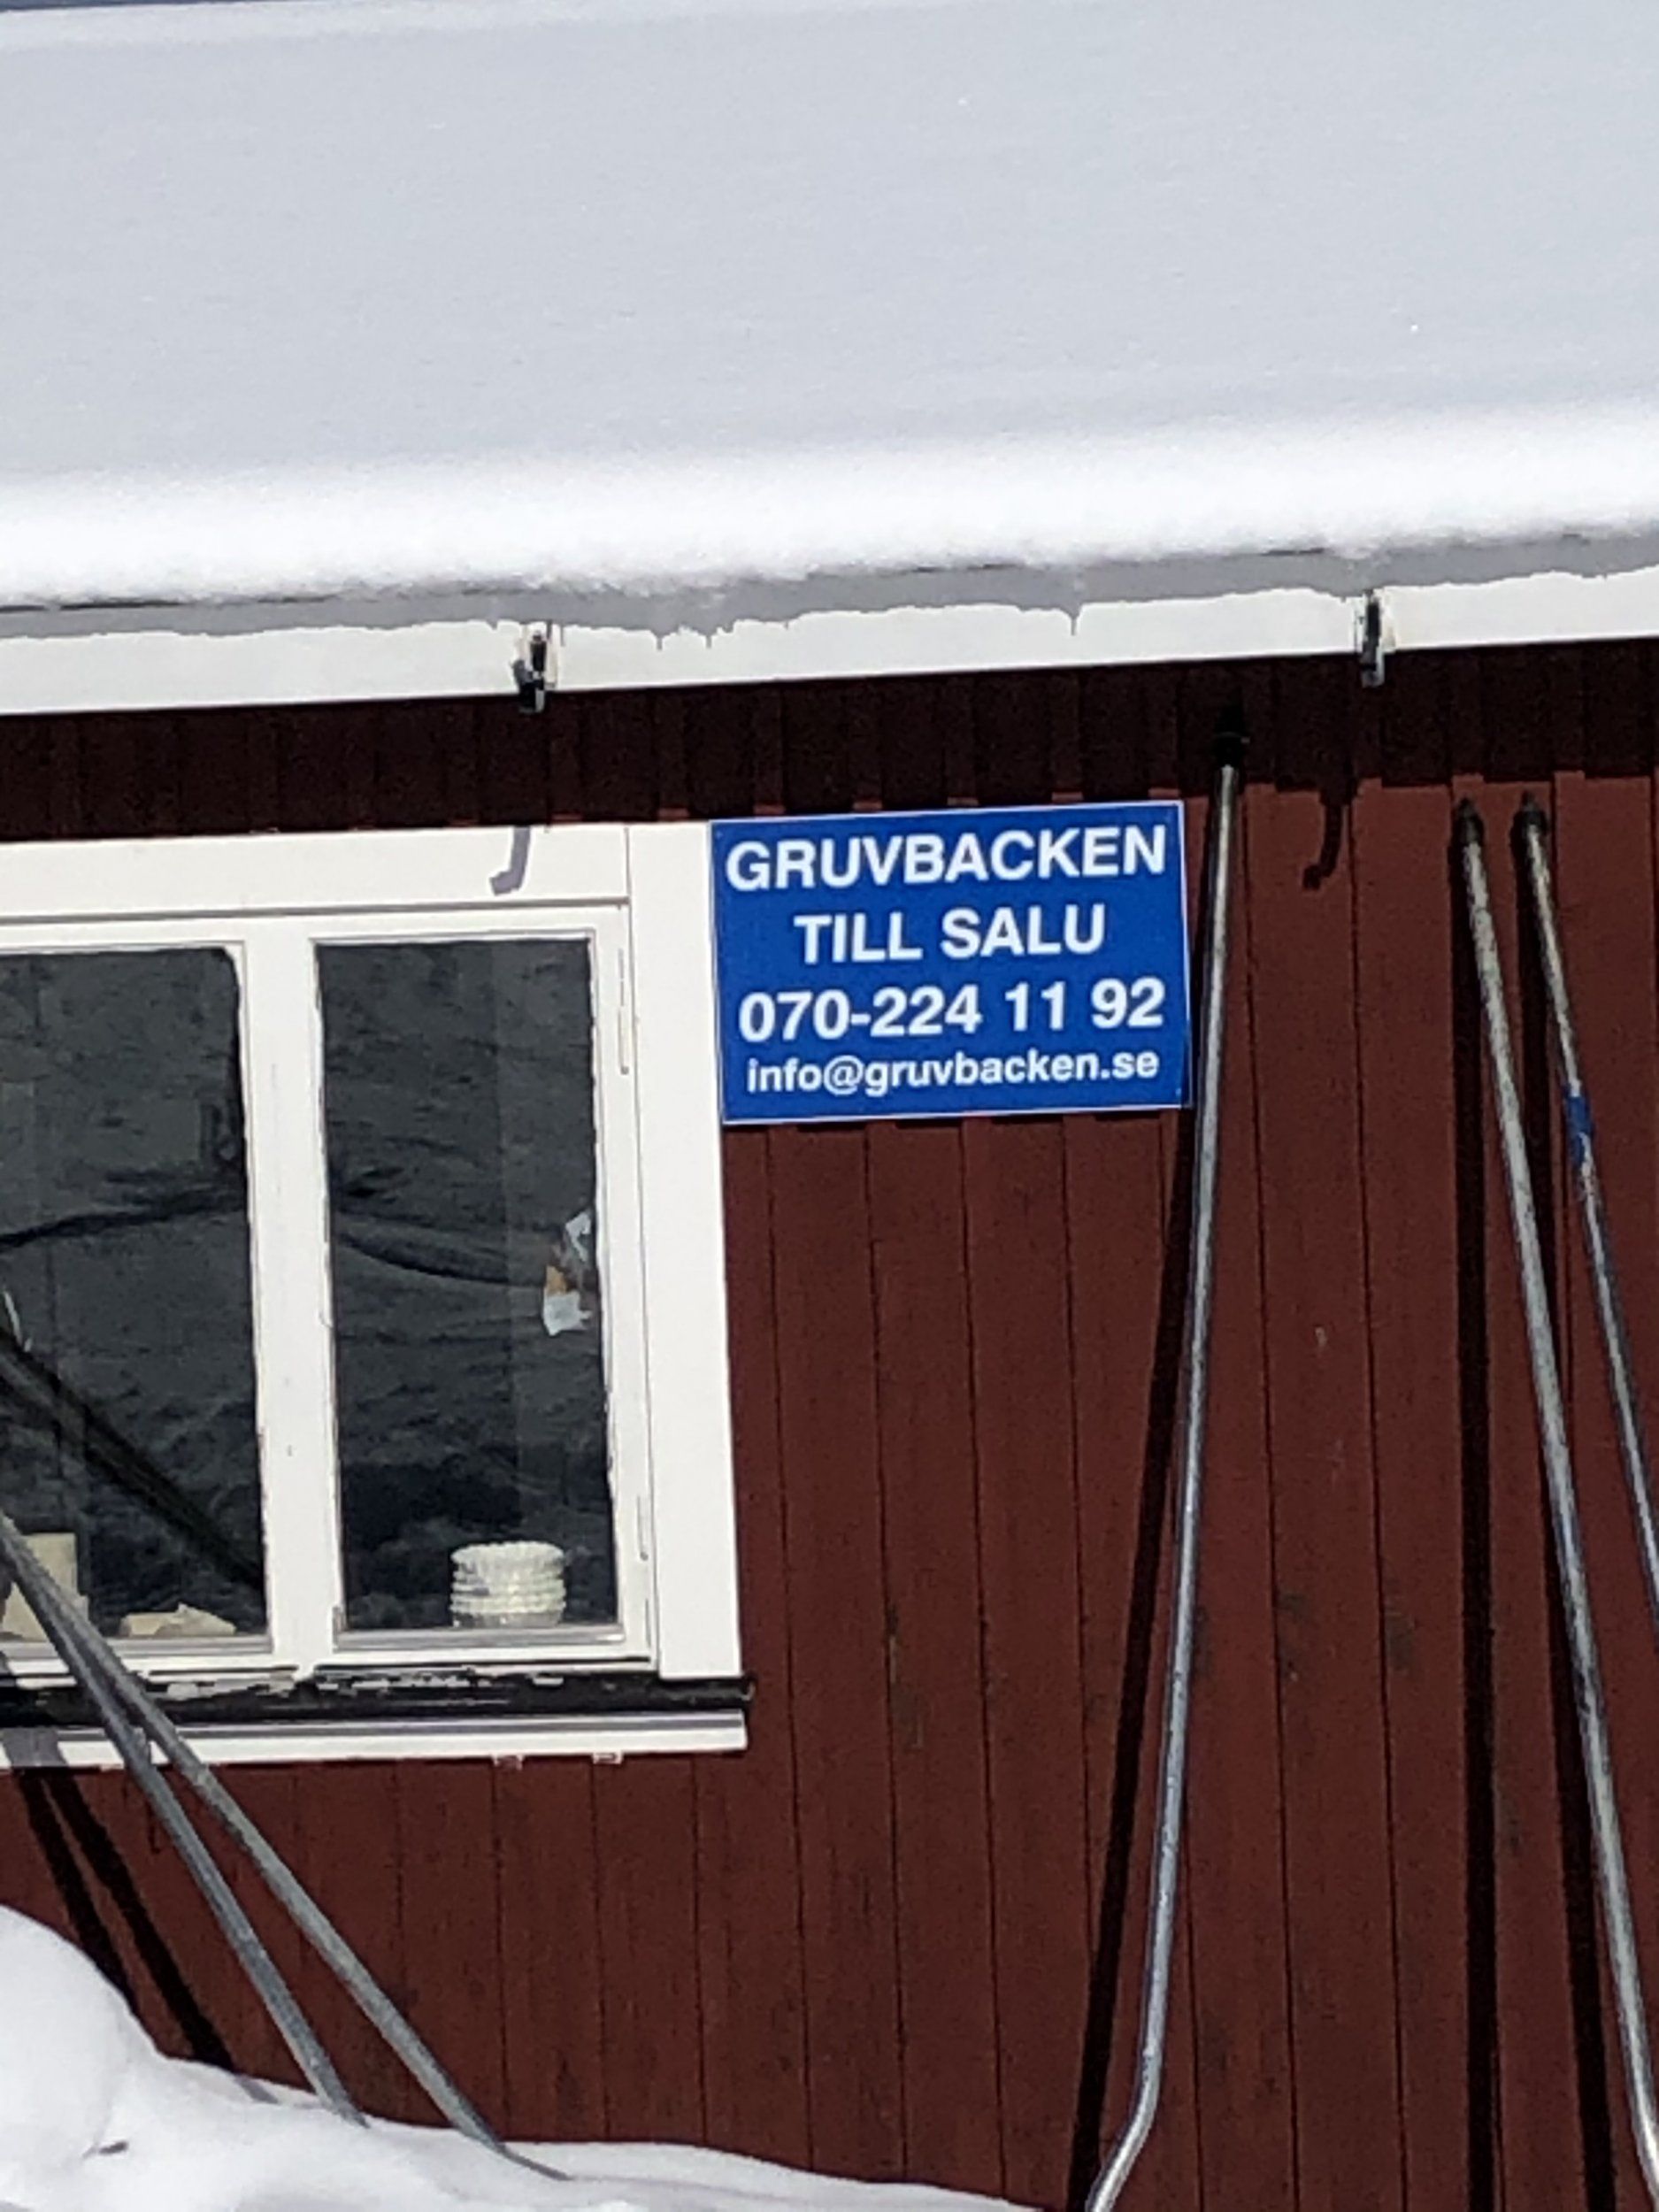 GRUVBACKEN
TILL SALU
070-224 11 92
info@gruvbacken.se